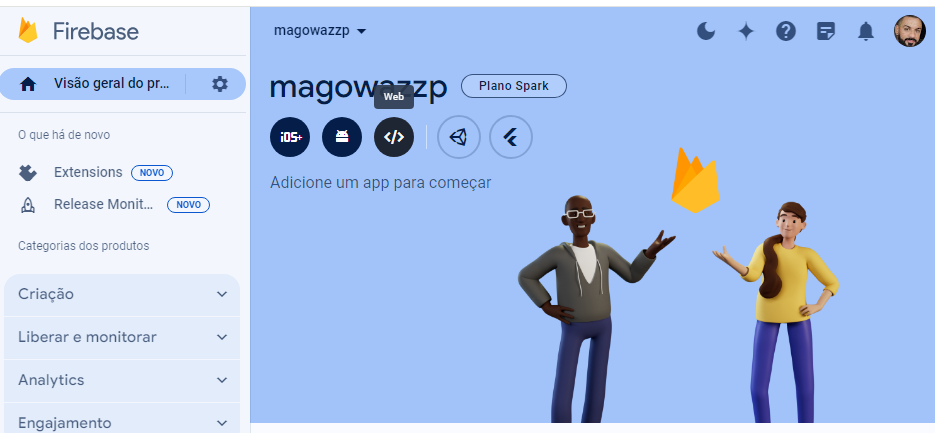 Firebase
magowazzp
Visão geral do pr...
magowazzp
Plano Spark
Web
iOS+
O que há de novo
Extensions
NOVO
Release Monit...
NOVO
Adicione um app para começar
Categorias dos produtos
Criação
Liberar e monitorar
Analytics
Engajamento